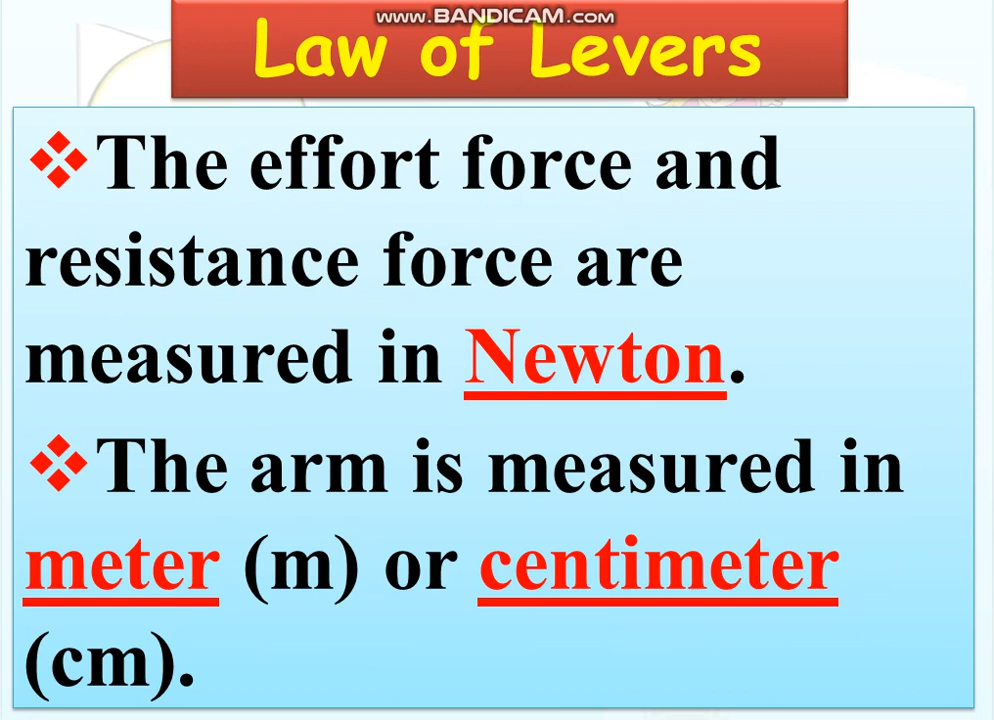 www.BANDICAM.com
Law of Levers
❖The effort force and
resistance force are
measured in Newton.
❖The arm is measured in
meter (m) or centimeter
(cm).